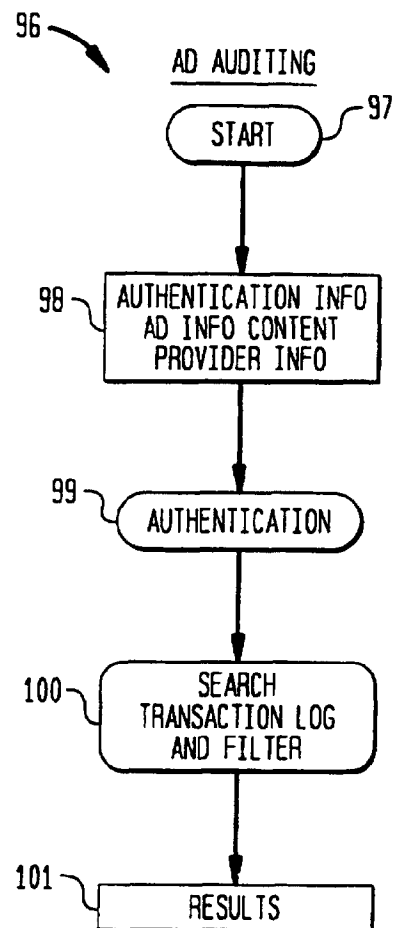 96
AD AUDITING
START
97
98
AUTHENTICATION INFO
AD INFO CONTENT
PROVIDER INFO
99
AUTHENTICATION
100
SEARCH
TRANSACTION LOG
AND FILTER
101
RESULTS